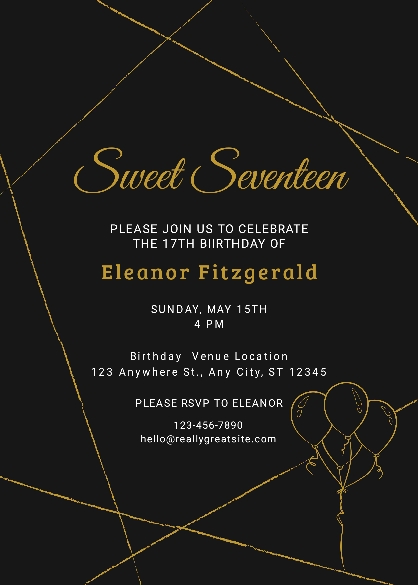 Sweet Seventeen
PLEASE JOIN US TO CELEBRATE
THE 17TH BIIRTHDAY OF
Eleanor Fitzgerald
SUNDAY, MAY 15TH
4 PM
Birthday Venue Location
123 Anywhere St., Any City, ST 12345
PLEASE RSVP TO ELEANOR
123-456-7890
hello@reallygreatsite.com